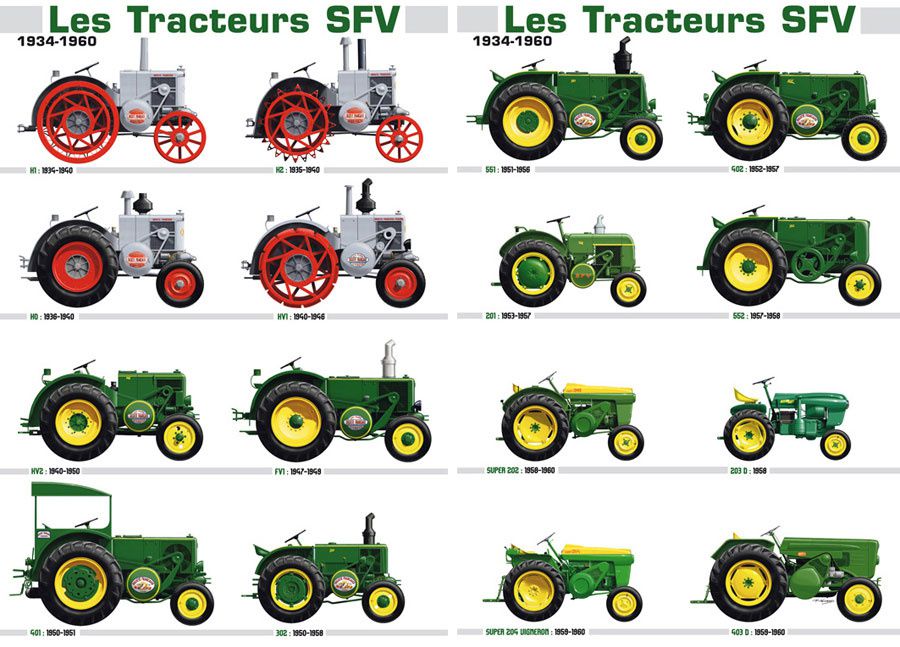 Les Tracteurs SFV
1934-1960
H1 : 1934-1940
H2 : 1935-1940
HO : 1936-1940
HV1 : 1940-1946
HV2 : 1940-1950
FV1 : 1947-1949
401 : 1950-1951
302 : 1950-1958
Les Tracteurs SFV
1934-1960
551 : 1951-1956
402 : 1952-1957
SFV
201 : 1953-1957
552 : 1957-1958
SUPER 202 : 1958-1960
203 D : 1958
SUPER 204 VIGNERON : 1959-1960
403 D : 1959-1960